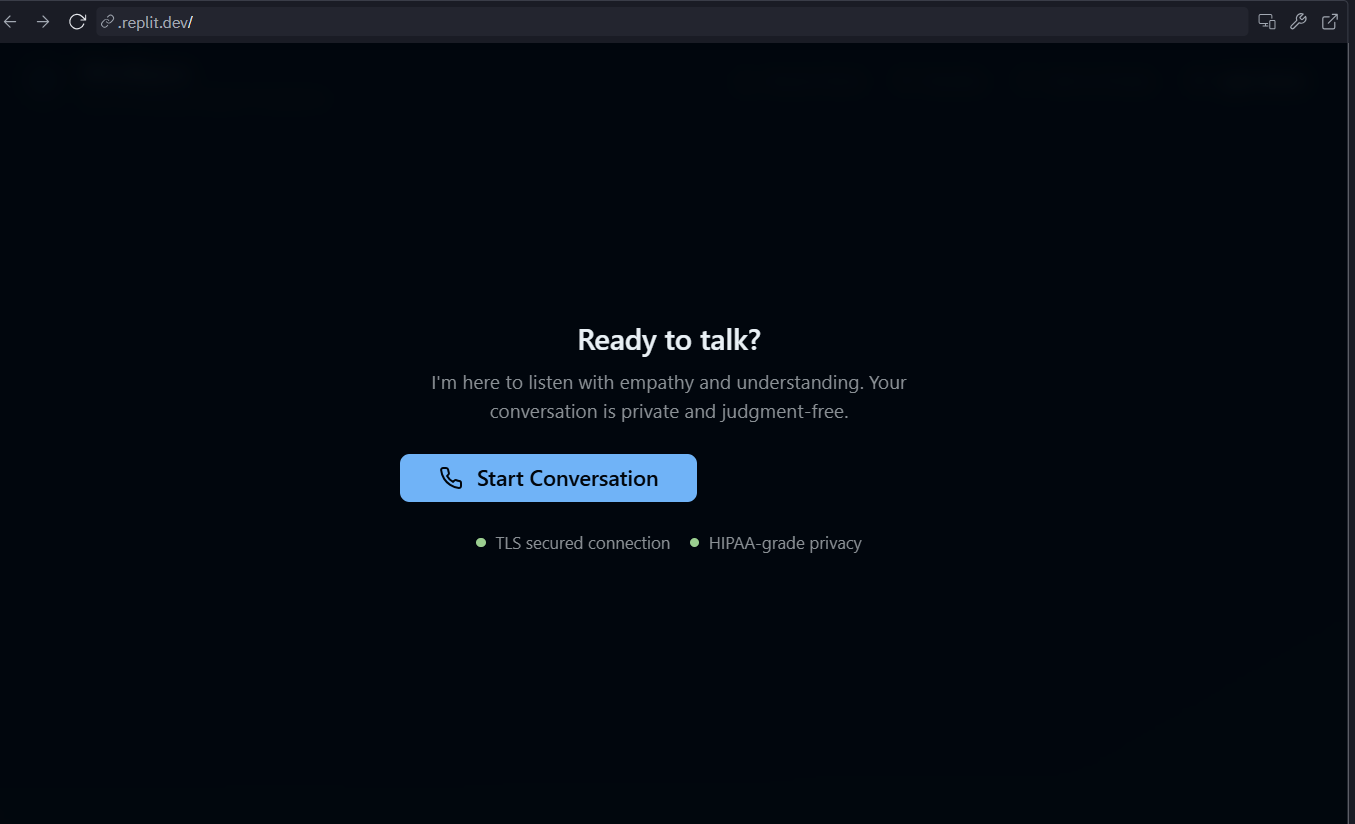 .replit.dev/
Ready to talk?
I'm here to listen with empathy and understanding. Your
conversation is private and judgment-free.
Start Conversation
TLS secured connection
HIPAA-grade privacy